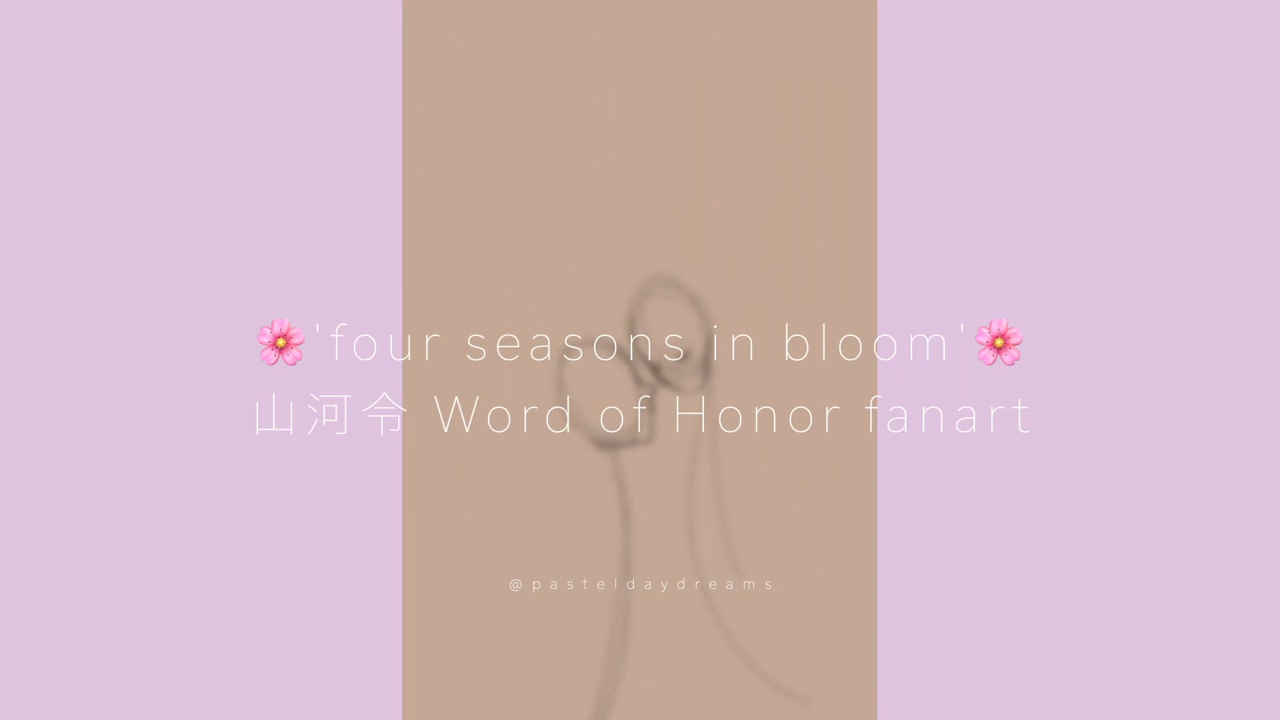 🌸'four seasons in bloom'🌸
山河令 Word of Honor fanart
@pasteldaydreams